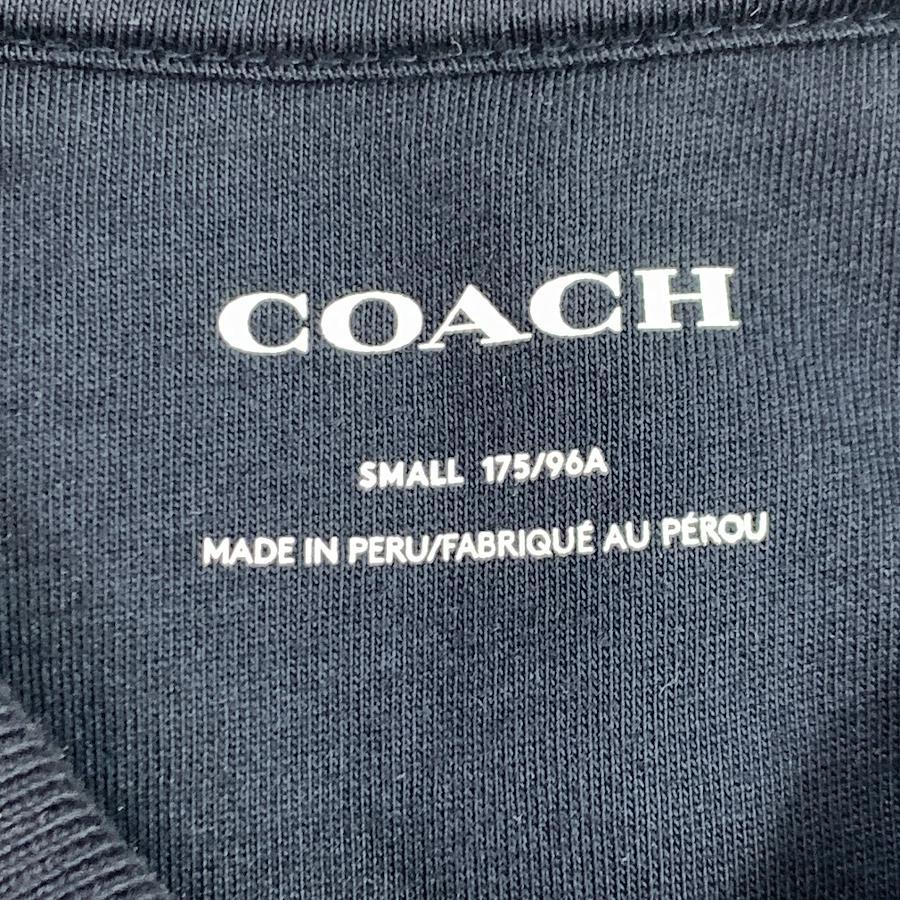 COACH
SMALL 175/96A
MADE IN PERU/FABRIQUÉ AU PÉROU